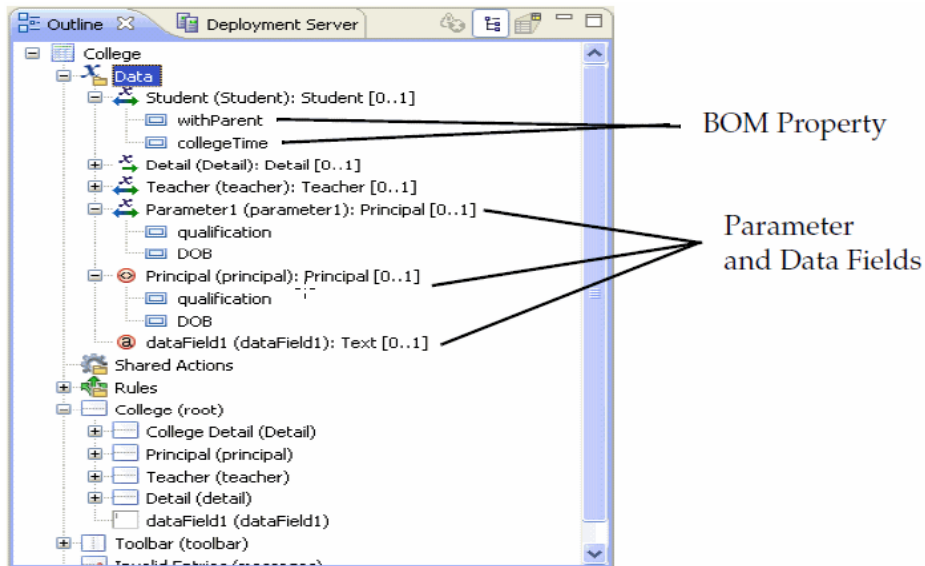 Outline Deployment Server
College
Data
Student (Student): Student [0..1]
withParent
collegeTime
BOM Property
Detail (Detail): Detail [0..1]
Teacher (teacher): Teacher [0..1]
Parameter1 (parameter1): Principal [0..1]
qualification
DOB
Parameter
and Data Fields
Principal (principal): Principal [0..1]
qualification
DOB
dataField1 (dataField1): Text [0..1]
Shared Actions
Rules
College (root)
College Detail (Detail)
Principal (principal)
Teacher (teacher)
Detail (detail)
dataField1 (dataField1)
Toolbar (toolbar)
Invalid Entries (messages)